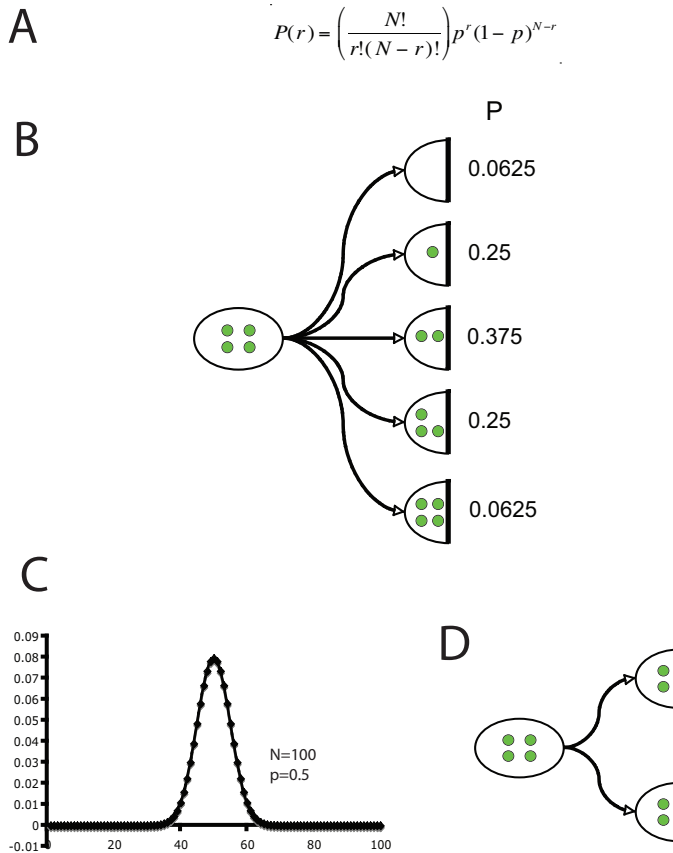 A
P(r) = (N! / r!(N − r)!) p^r (1 − p)^{N−r}
P
B
0.0625
0.25
0.375
0.25
0.0625
C
0.09
0.08
0.07
0.06
0.05
0.04
0.03
0.02
0.01
0
-0.01
N=100
p=0.5
0 20 40 60 80 100
D